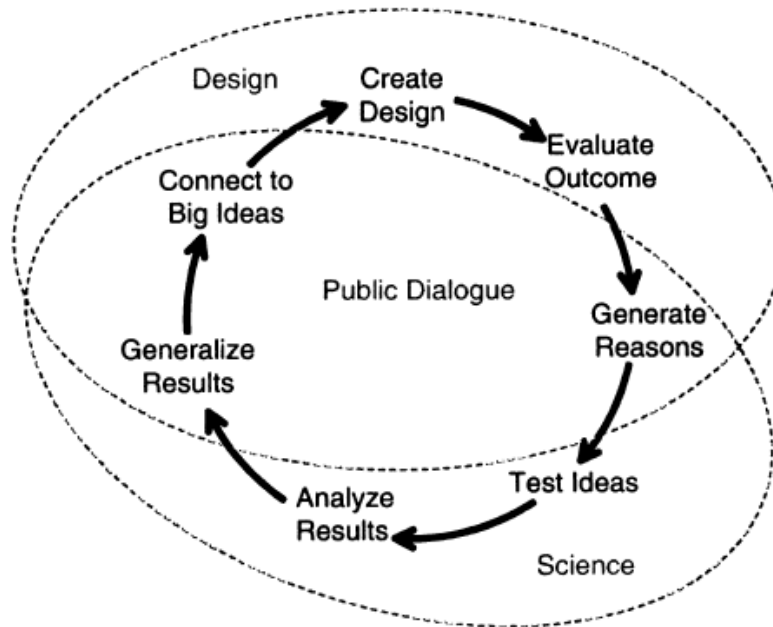 Design
Create
Design
Evaluate
Outcome
Connect to
Big Ideas
Public Dialogue
Generate
Reasons
Generalize
Results
Test Ideas
Analyze
Results
Science